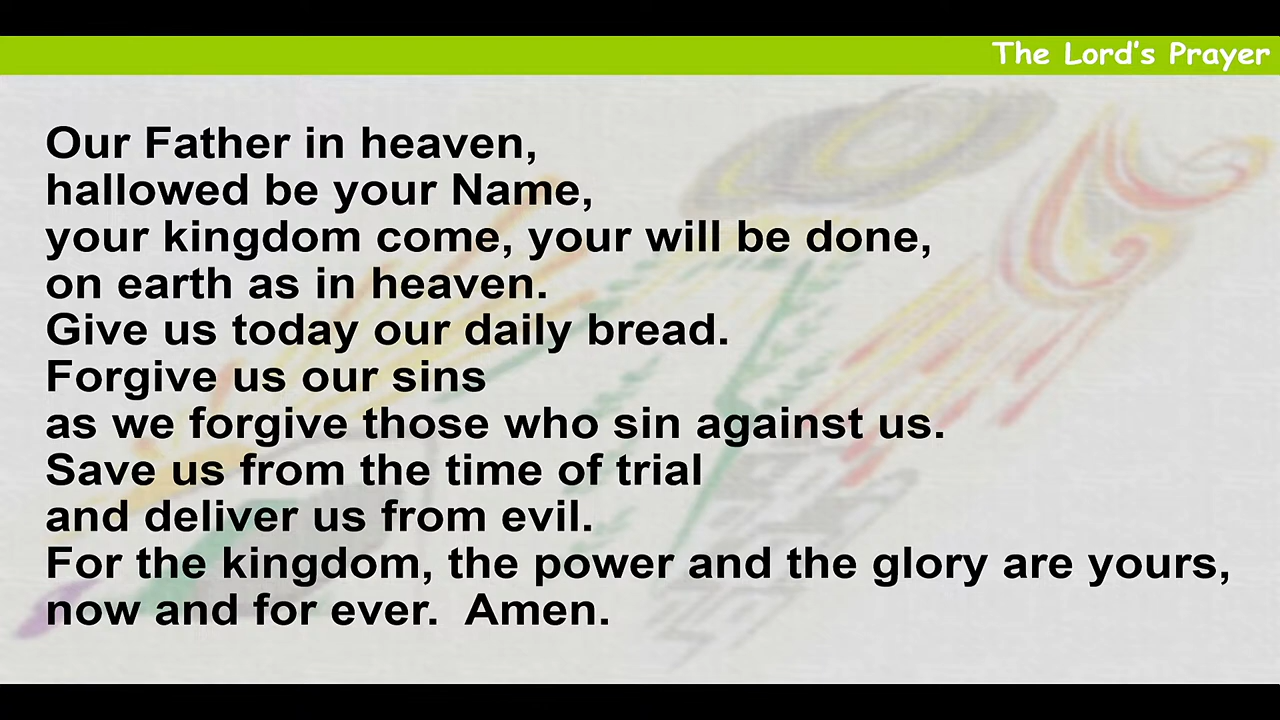 The Lord's Prayer
Our Father in heaven,
hallowed be your Name,
your kingdom come, your will be done,
on earth as in heaven.
Give us today our daily bread.
Forgive us our sins
as we forgive those who sin against us.
Save us from the time of trial
and deliver us from evil.
For the kingdom, the power and the glory are yours,
now and for ever.  Amen.